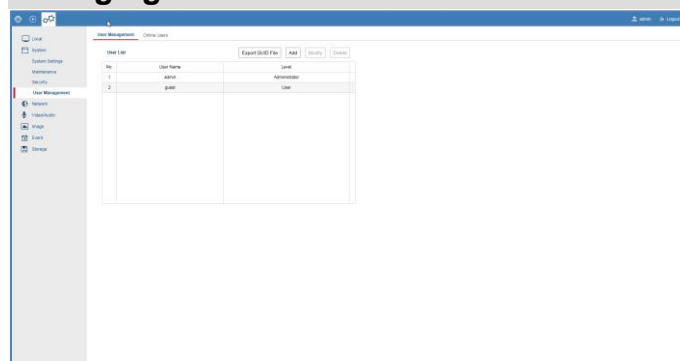 admin Logout
Local
System
System Settings
Maintenance
Security
User Management
Network
Video/Audio
Image
Event
Storage
User Management Online Users
User List Export GUID File Add Modify Delete
No. User Name Level
1 admin Administrator
2 guest User